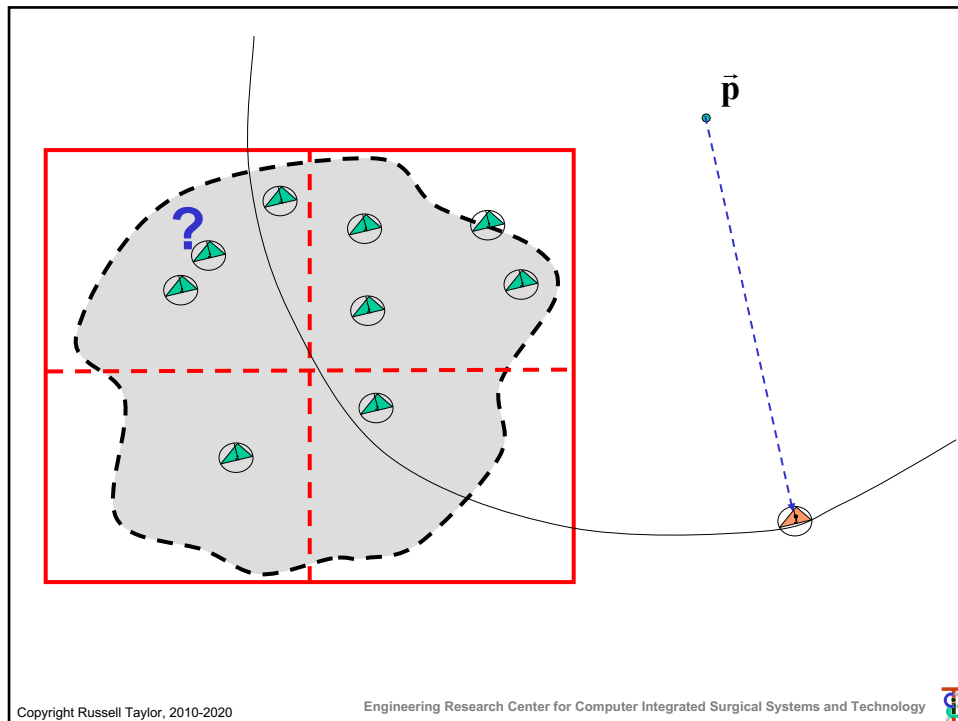 p⃗
?
Copyright Russell Taylor, 2010-2020
Engineering Research Center for Computer Integrated Surgical Systems and Technology